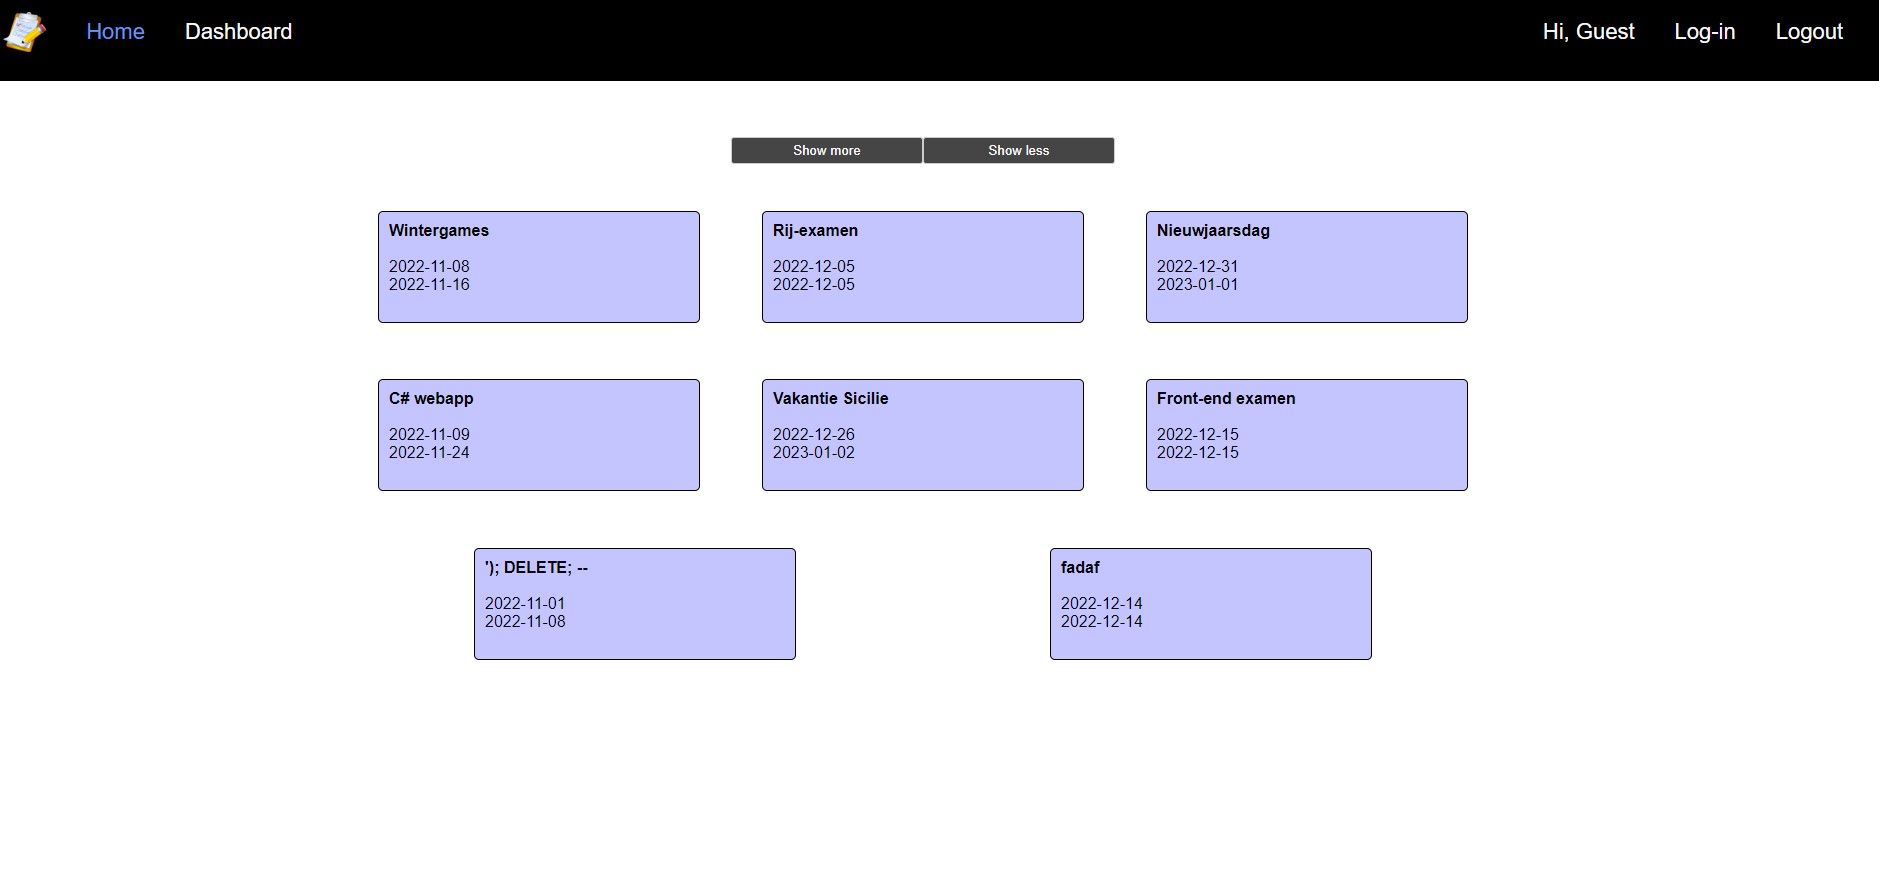 Home Dashboard Hi, Guest Log-in Logout
Show more Show less
Wintergames
2022-11-08
2022-11-16
Rij-examen
2022-12-05
2022-12-05
Nieuwjaarsdag
2022-12-31
2023-01-01
C# webapp
2022-11-09
2022-11-24
Vakantie Sicilie
2022-12-26
2023-01-02
Front-end examen
2022-12-15
2022-12-15
'); DELETE; --
2022-11-01
2022-11-08
fadaf
2022-12-14
2022-12-14